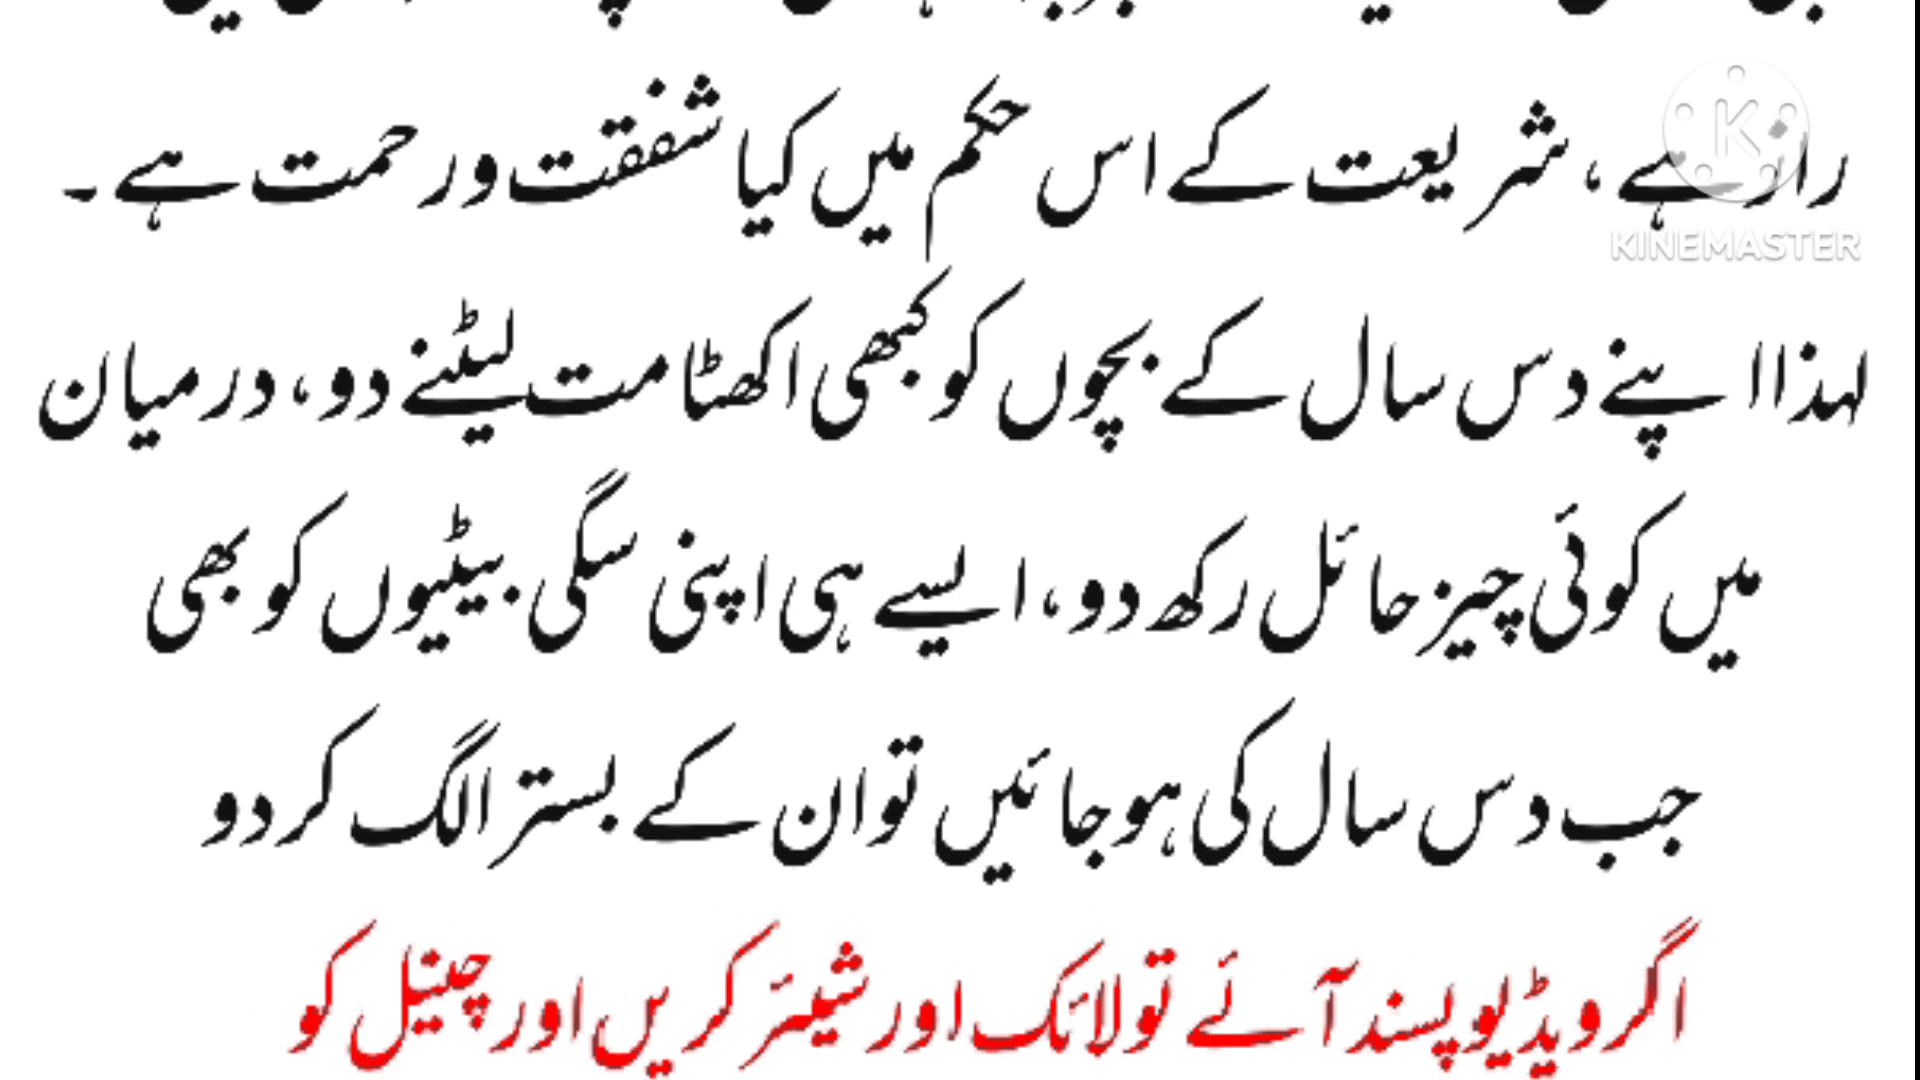 راز ہے، شریعت کے اس حکم میں کیا شفقت و رحمت ہے۔
KINEMASTER
لہذا اپنے دس سال کے بچوں کو کبھی اکھٹا مت لیٹنے دو، درمیان
میں کوئی چیز حائل رکھ دو، ایسے ہی اپنی سگی بیٹیوں کو بھی
جب دس سال کی ہو جائیں تو ان کے بستر الگ کر دو
اگر ویڈیو پسند آئے تو لائک اور شیئر کریں اور چینیل کو